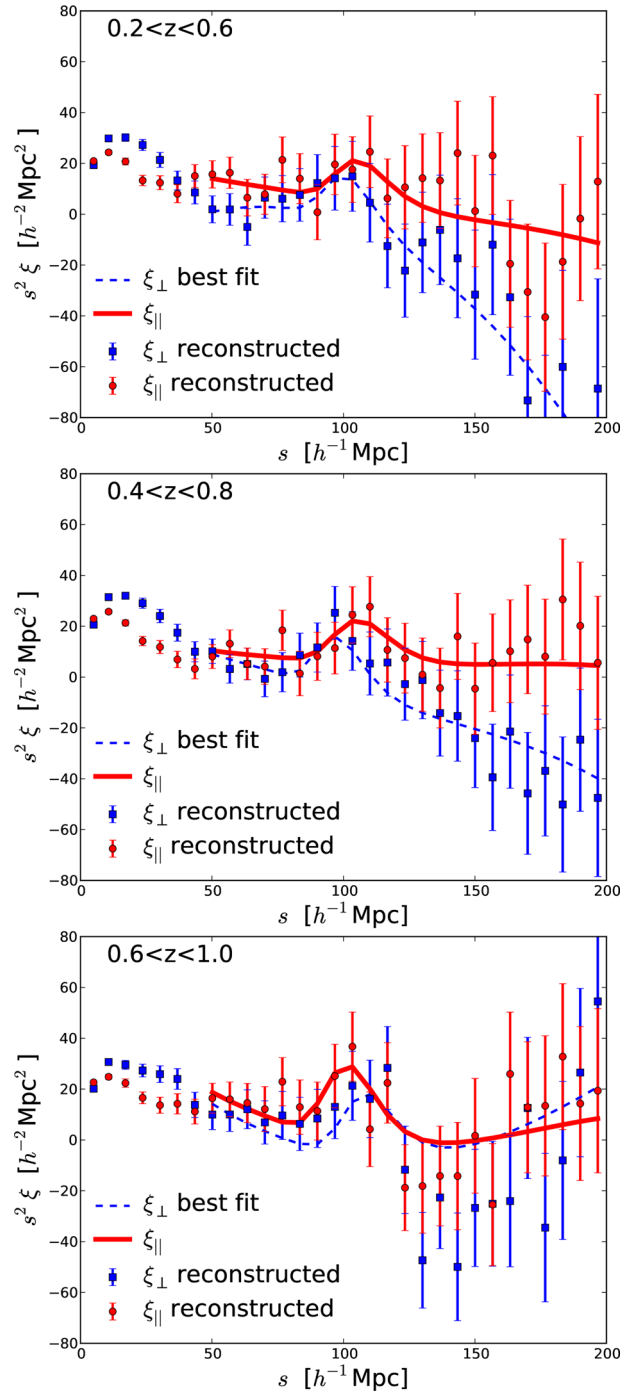 0.2<z<0.6
80
60
40
20
0
−20
−40
−60
−80
s² ξ [h⁻² Mpc²]
ξ⊥ best fit
ξ||
ξ⊥ reconstructed
ξ|| reconstructed
0 50 100 150 200
s [h⁻¹ Mpc]
0.4<z<0.8
80
60
40
20
0
−20
−40
−60
−80
s² ξ [h⁻² Mpc²]
ξ⊥ best fit
ξ||
ξ⊥ reconstructed
ξ|| reconstructed
0 50 100 150 200
s [h⁻¹ Mpc]
0.6<z<1.0
80
60
40
20
0
−20
−40
−60
−80
s² ξ [h⁻² Mpc²]
ξ⊥ best fit
ξ||
ξ⊥ reconstructed
ξ|| reconstructed
0 50 100 150 200
s [h⁻¹ Mpc]